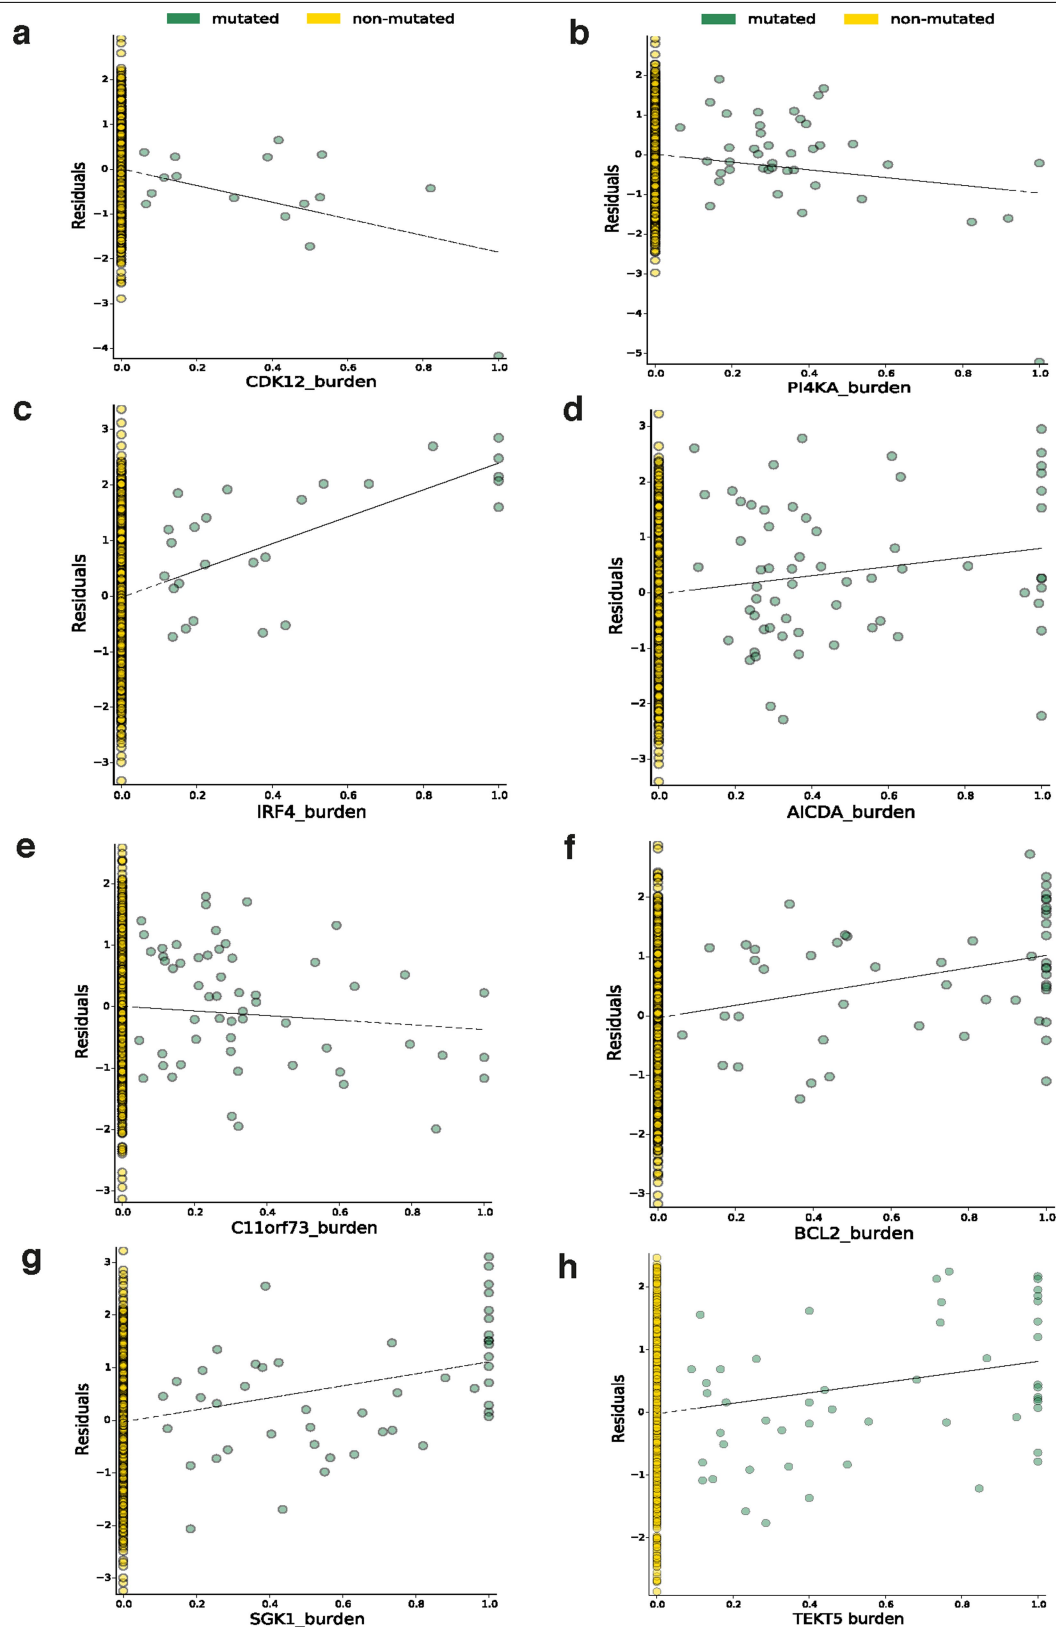 mutated non-mutated mutated non-mutated
a
Residuals
2
1
0
−1
−2
−3
−4
0.0 0.2 0.4 0.6 0.8 1.0
CDK12_burden
b
Residuals
2
1
0
−1
−2
−3
−4
−5
0.0 0.2 0.4 0.6 0.8 1.0
PI4KA_burden
c
Residuals
3
2
1
0
−1
−2
−3
0.0 0.2 0.4 0.6 0.8 1.0
IRF4_burden
d
Residuals
3
2
1
0
−1
−2
−3
0.0 0.2 0.4 0.6 0.8 1.0
AICDA_burden
e
Residuals
2
1
0
−1
−2
−3
0.0 0.2 0.4 0.6 0.8 1.0
C11orf73_burden
f
Residuals
2
1
0
−1
−2
−3
0.0 0.2 0.4 0.6 0.8 1.0
BCL2_burden
g
Residuals
3
2
1
0
−1
−2
−3
0.0 0.2 0.4 0.6 0.8 1.0
SGK1_burden
h
Residuals
2
1
0
−1
−2
0.0 0.2 0.4 0.6 0.8 1.0
TEKT5 burden